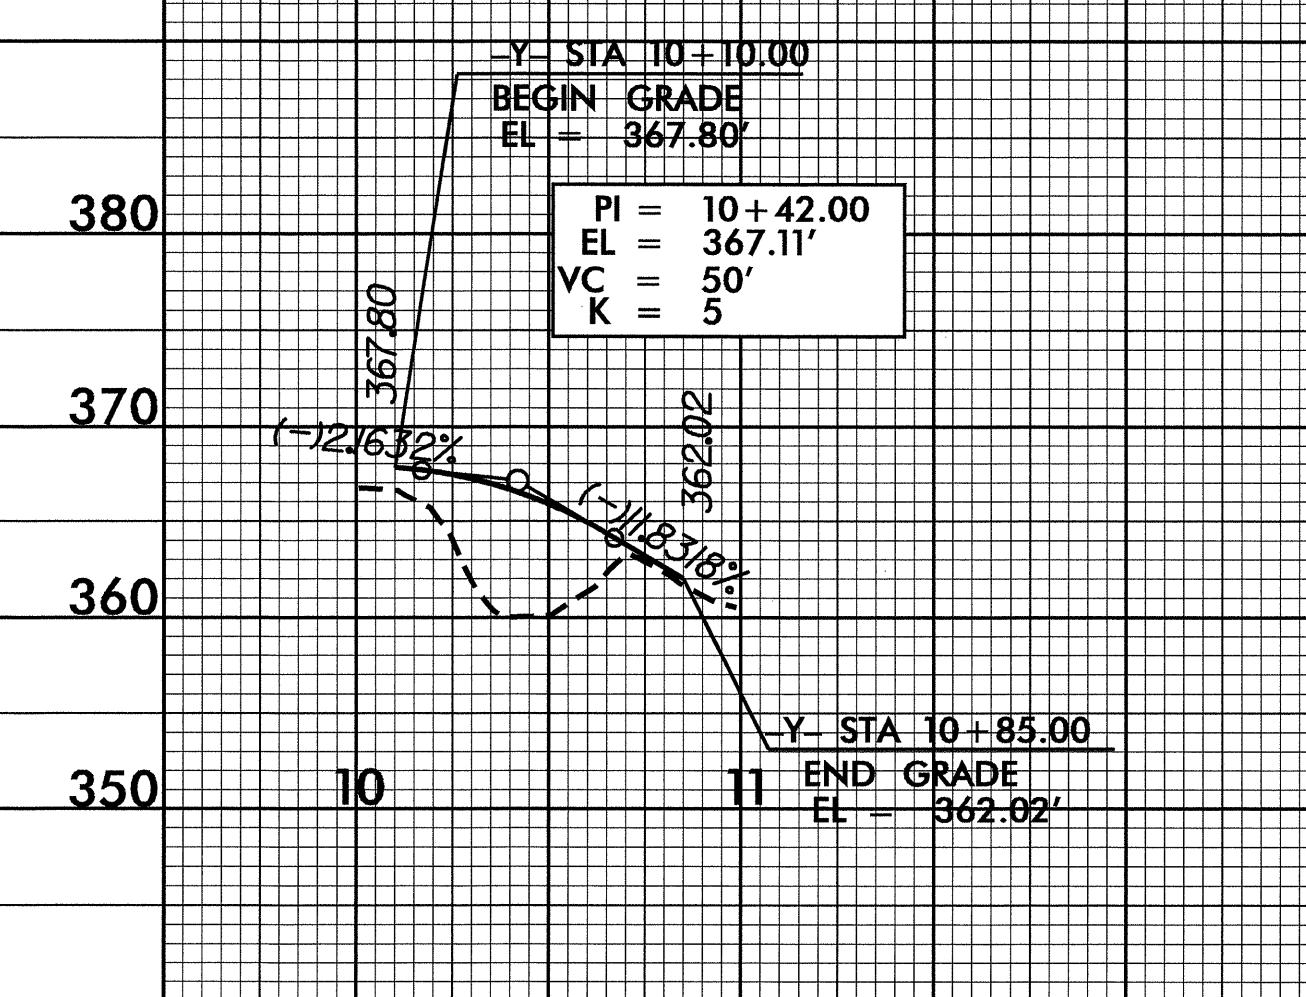 –Y– STA 10+10.00
BEGIN GRADE
EL = 367.80'
PI = 10+42.00
EL = 367.11'
VC = 50'
K = 5
380
370
360
350
367.80
(–)2.1632%
362.02
(–)11.8318%
–Y– STA 10+85.00
END GRADE
EL = 362.02'
10
11